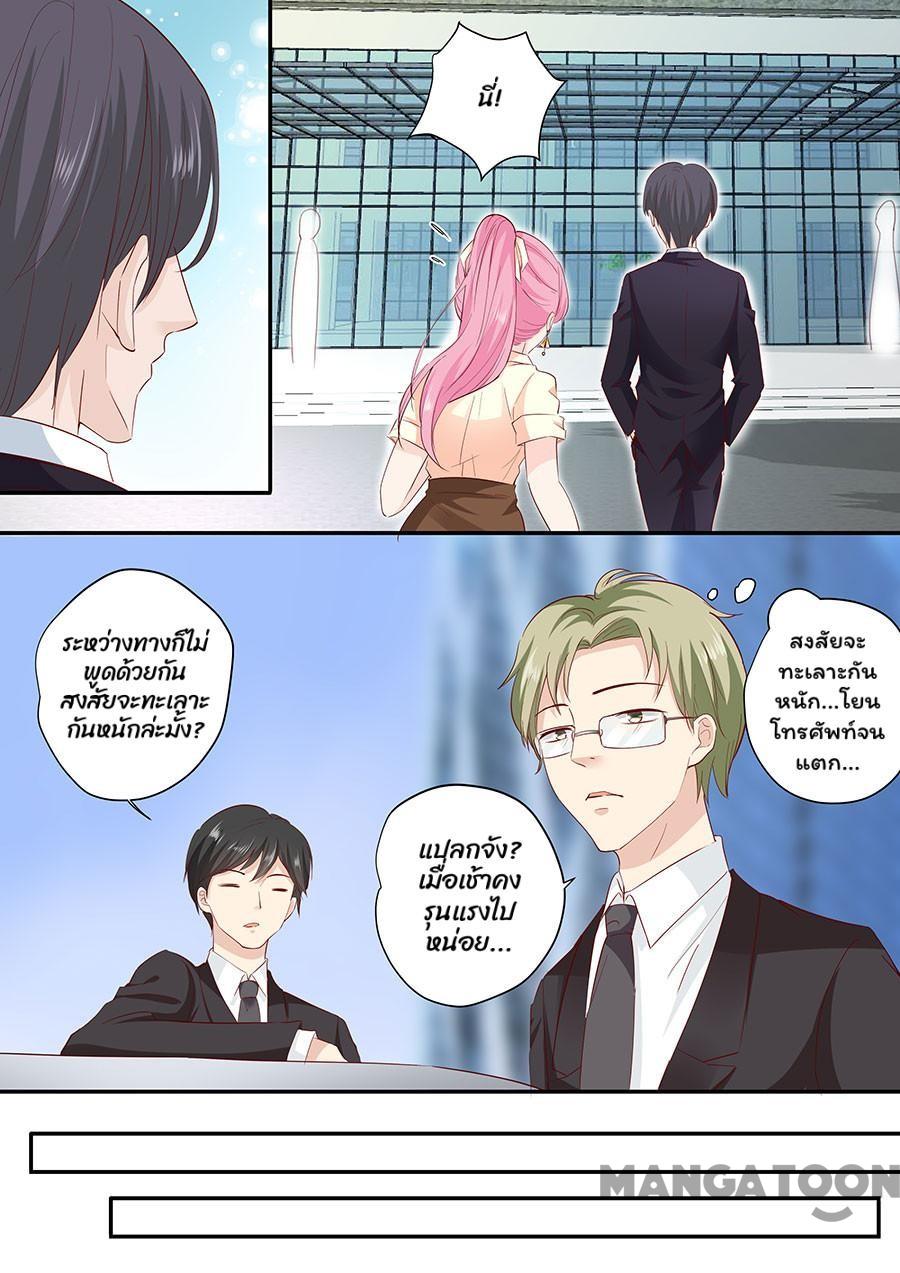 นี่!
ระหว่างทางก็ไม่
พูดด้วยกัน
สงสัยจะทะเลาะ
กันหนักล่ะมั้ง?
สงสัยจะ
ทะเลาะกัน
หนัก...โยน
โทรศัพท์จน
แตก...
แปลกจัง?
เมื่อเช้าคง
รุนแรงไป
หน่อย...
MANGATOON